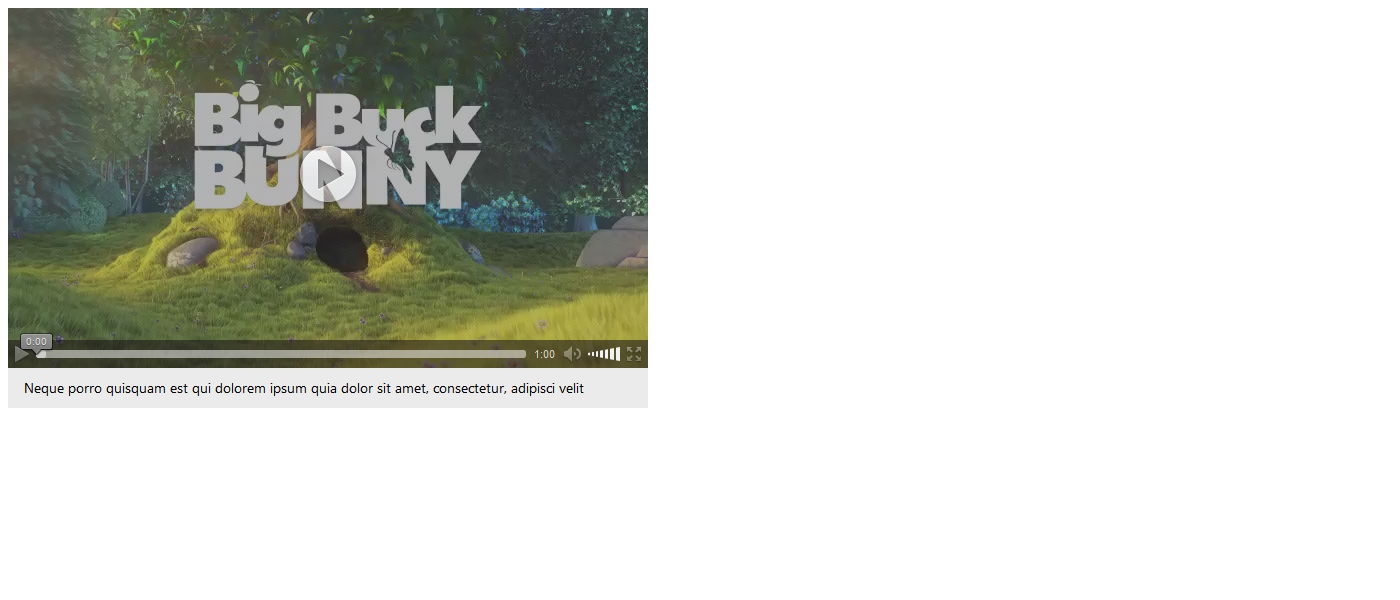 Big Buck
BUNNY
0:00
1:00
Neque porro quisquam est qui dolorem ipsum quia dolor sit amet, consectetur, adipisci velit